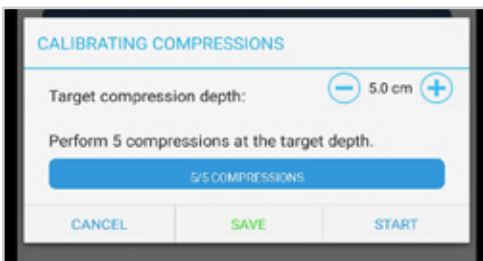 CALIBRATING COMPRESSIONS
Target compression depth: 5.0 cm
Perform 5 compressions at the target depth.
5/5 COMPRESSIONS
CANCEL SAVE START